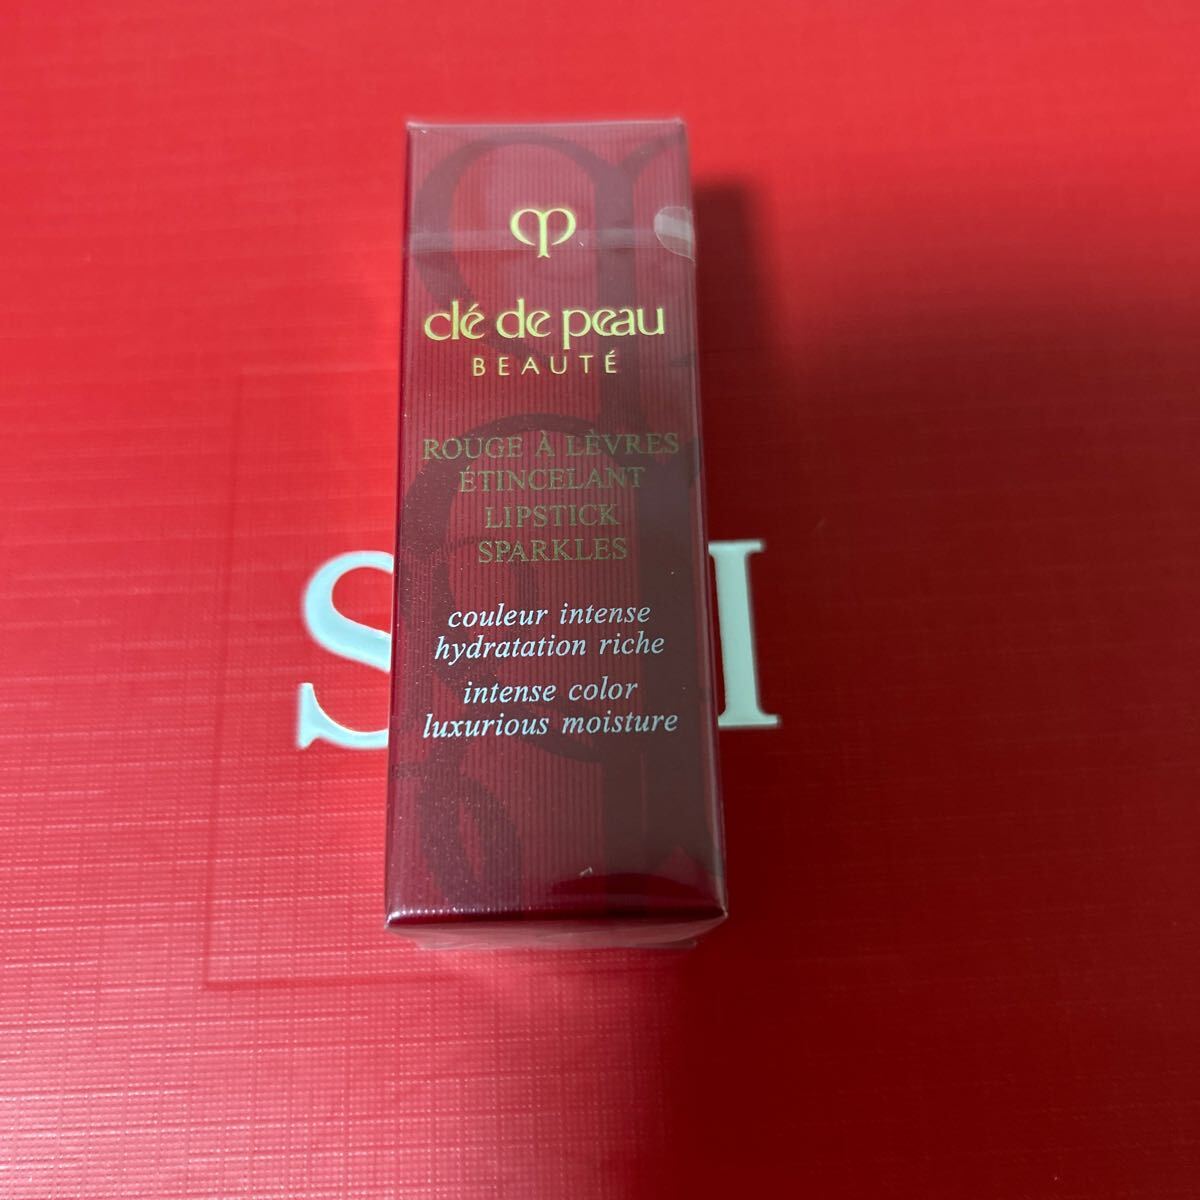 clé de peau
BEAUTÉ
ROUGE À LÈVRES
ÉTINCELANT
LIPSTICK
SPARKLES
couleur intense
hydratation riche
intense color
luxurious moisture
S I